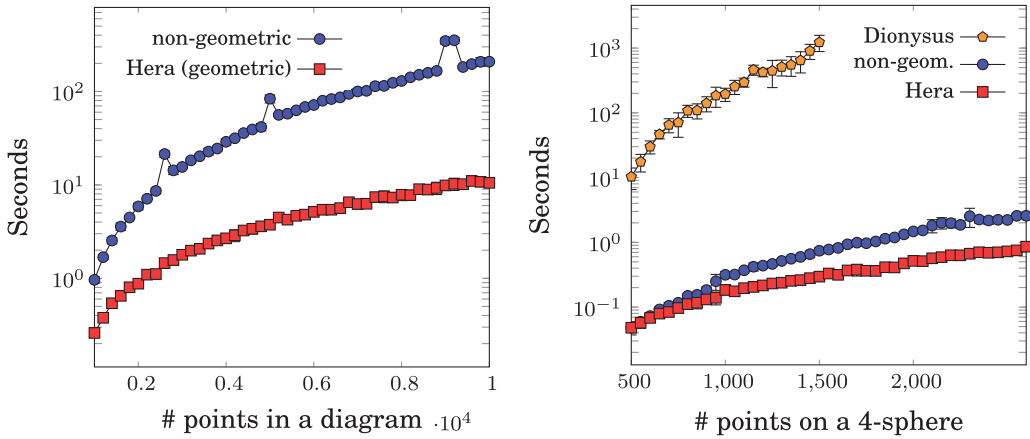 non-geometric
Hera (geometric)
10^2
10^1
10^0
Seconds
0.2
0.4
0.6
0.8
1
# points in a diagram
·10^4
Dionysus
non-geom.
Hera
10^3
10^2
10^1
10^0
10^−1
Seconds
500
1,000
1,500
2,000
# points on a 4-sphere